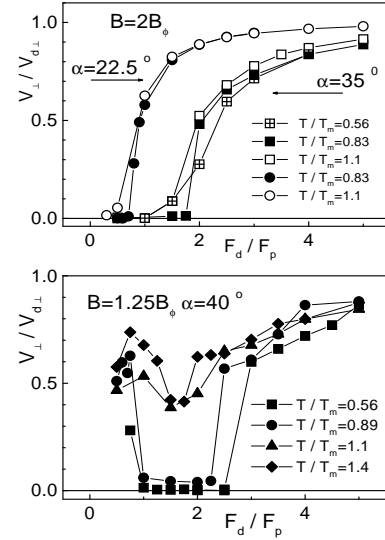 B=2B_ϕ
α=22.5 °
α=35 °
V_⊥ / V_d⊥
1.0
0.5
0.0
T / T_m=0.56
T / T_m=0.83
T / T_m=1.1
T / T_m=0.83
T / T_m=1.1
0 2 4
F_d / F_p
B=1.25B_ϕ α=40 °
V_⊥ / V_d⊥
1.0
0.5
0.0
T / T_m=0.56
T / T_m=0.89
T / T_m=1.1
T / T_m=1.4
0 2 4
F_d / F_p